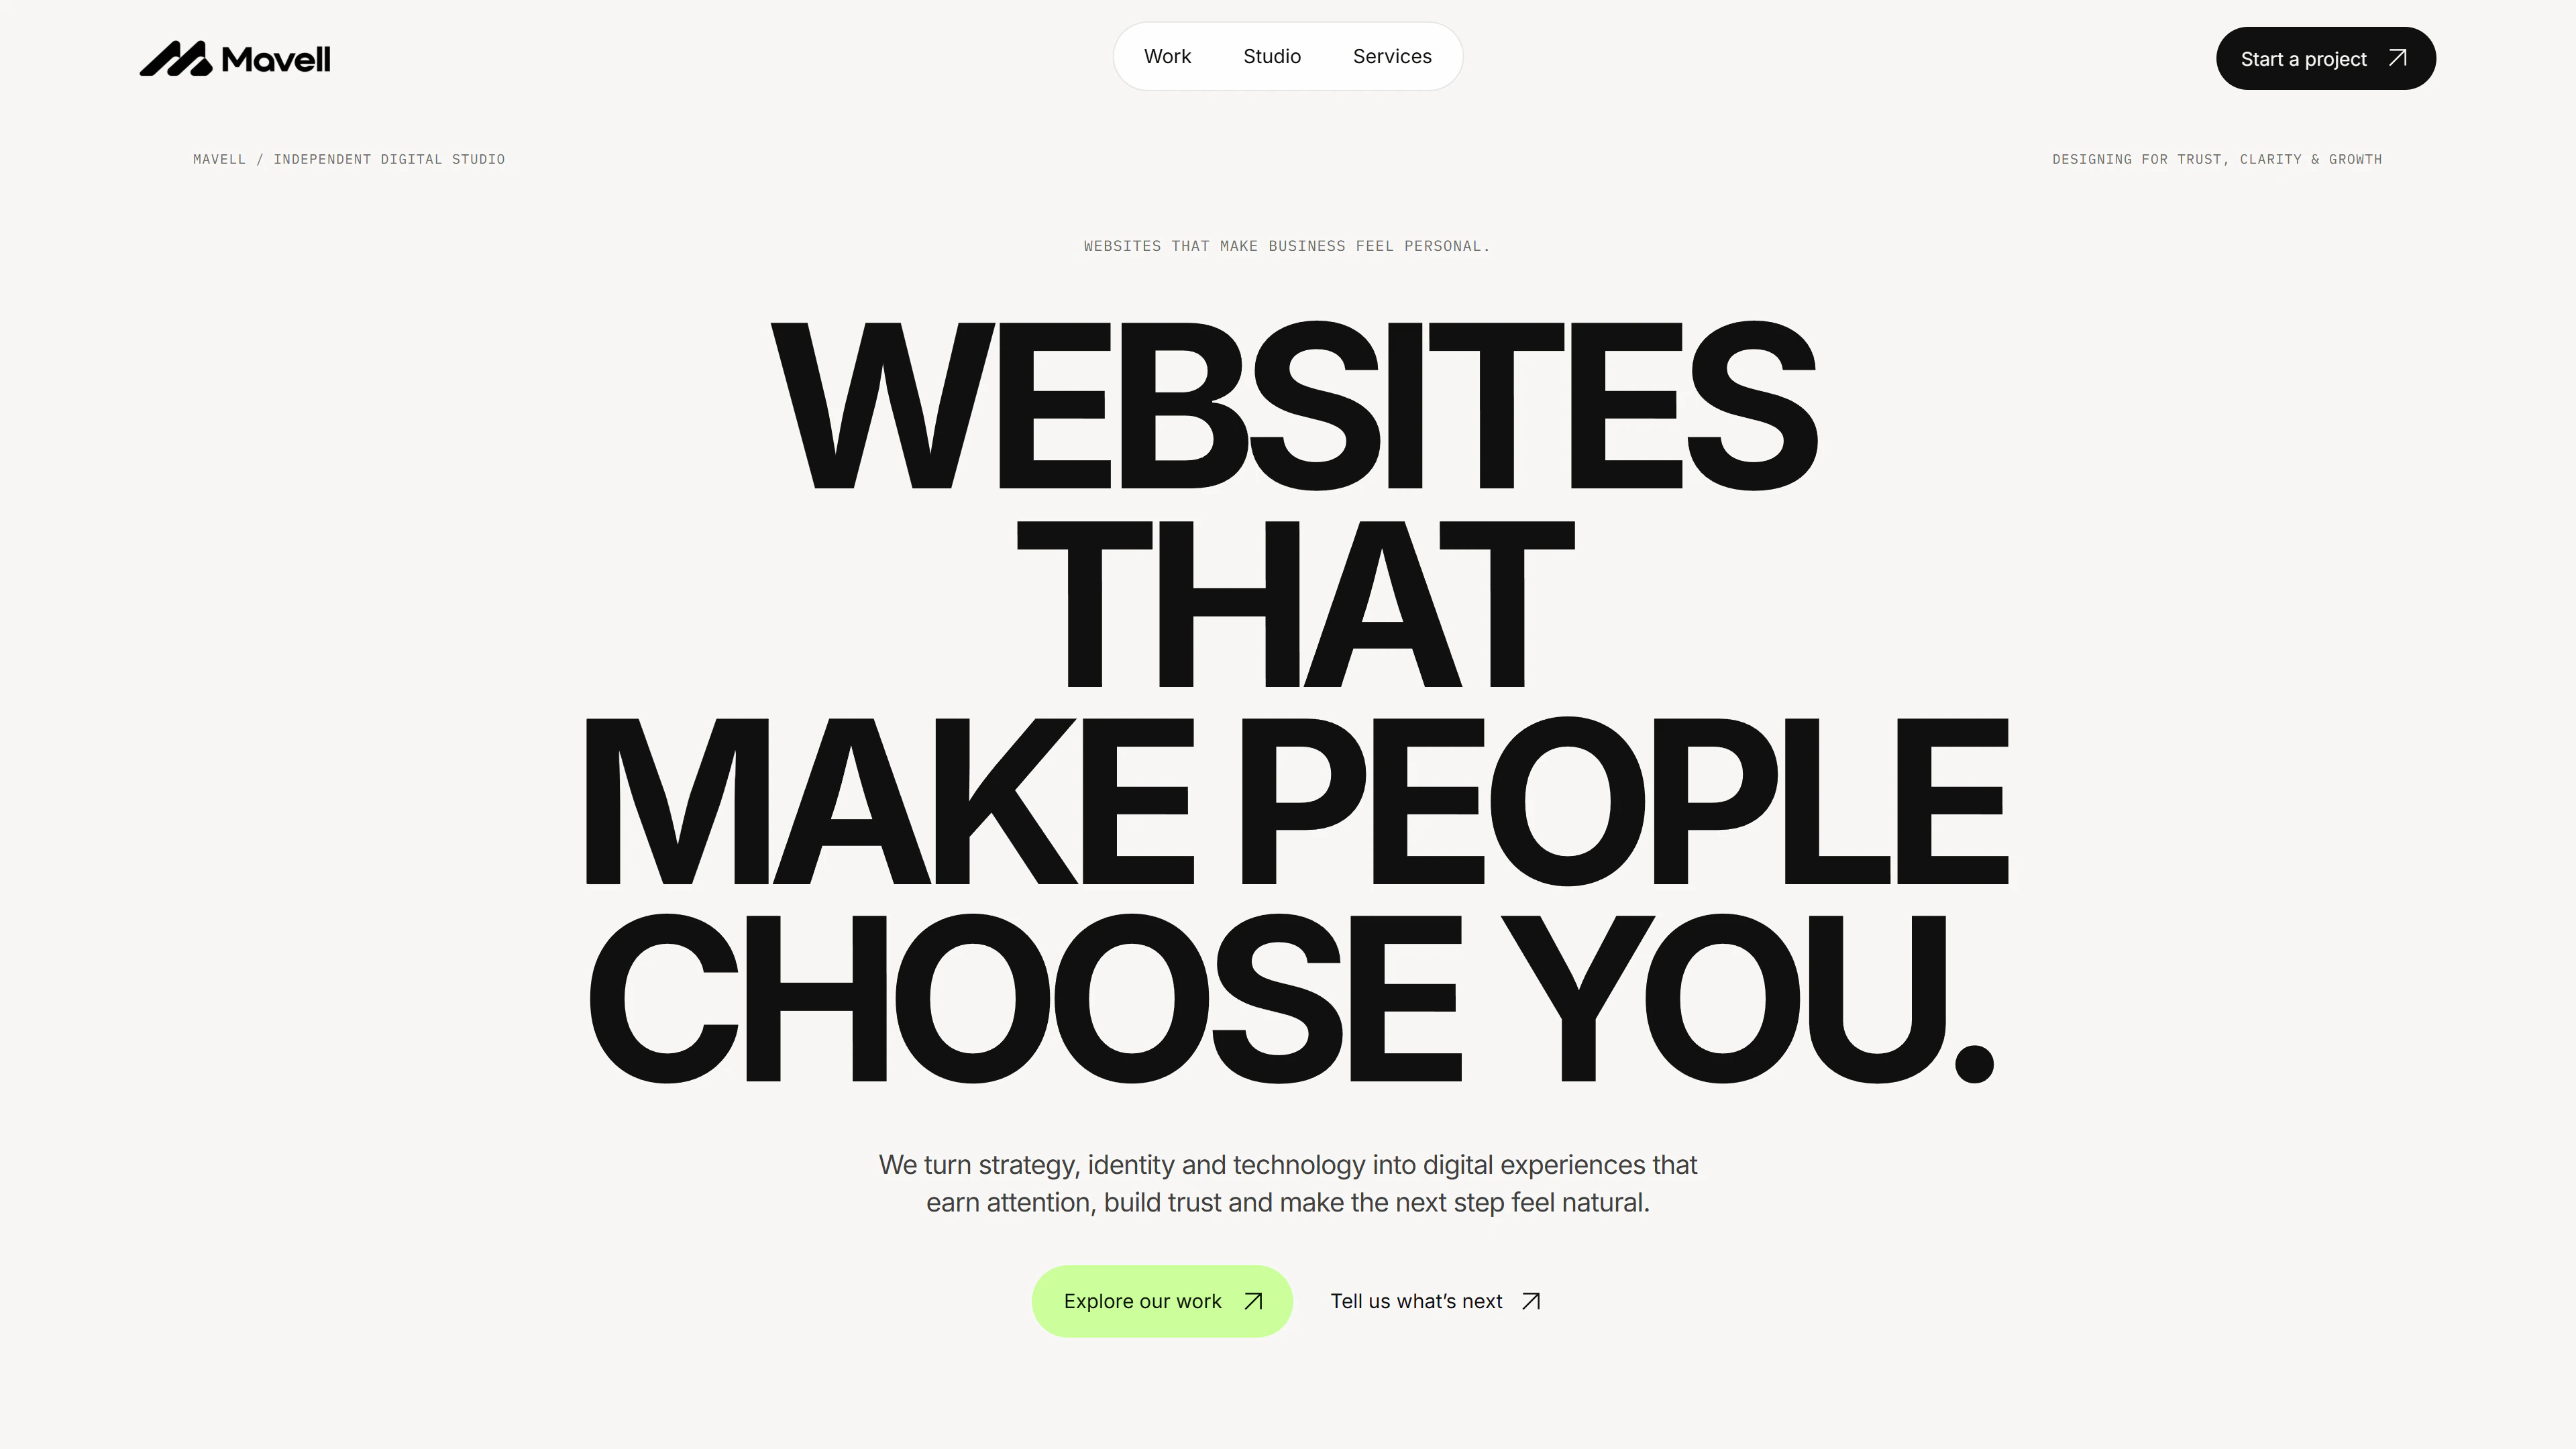 Mavell
Work Studio Services
Start a project
MAVELL / INDEPENDENT DIGITAL STUDIO
DESIGNING FOR TRUST, CLARITY & GROWTH
WEBSITES THAT MAKE BUSINESS FEEL PERSONAL.
WEBSITES
THAT
MAKE PEOPLE
CHOOSE YOU.
We turn strategy, identity and technology into digital experiences that
earn attention, build trust and make the next step feel natural.
Explore our work
Tell us what’s next